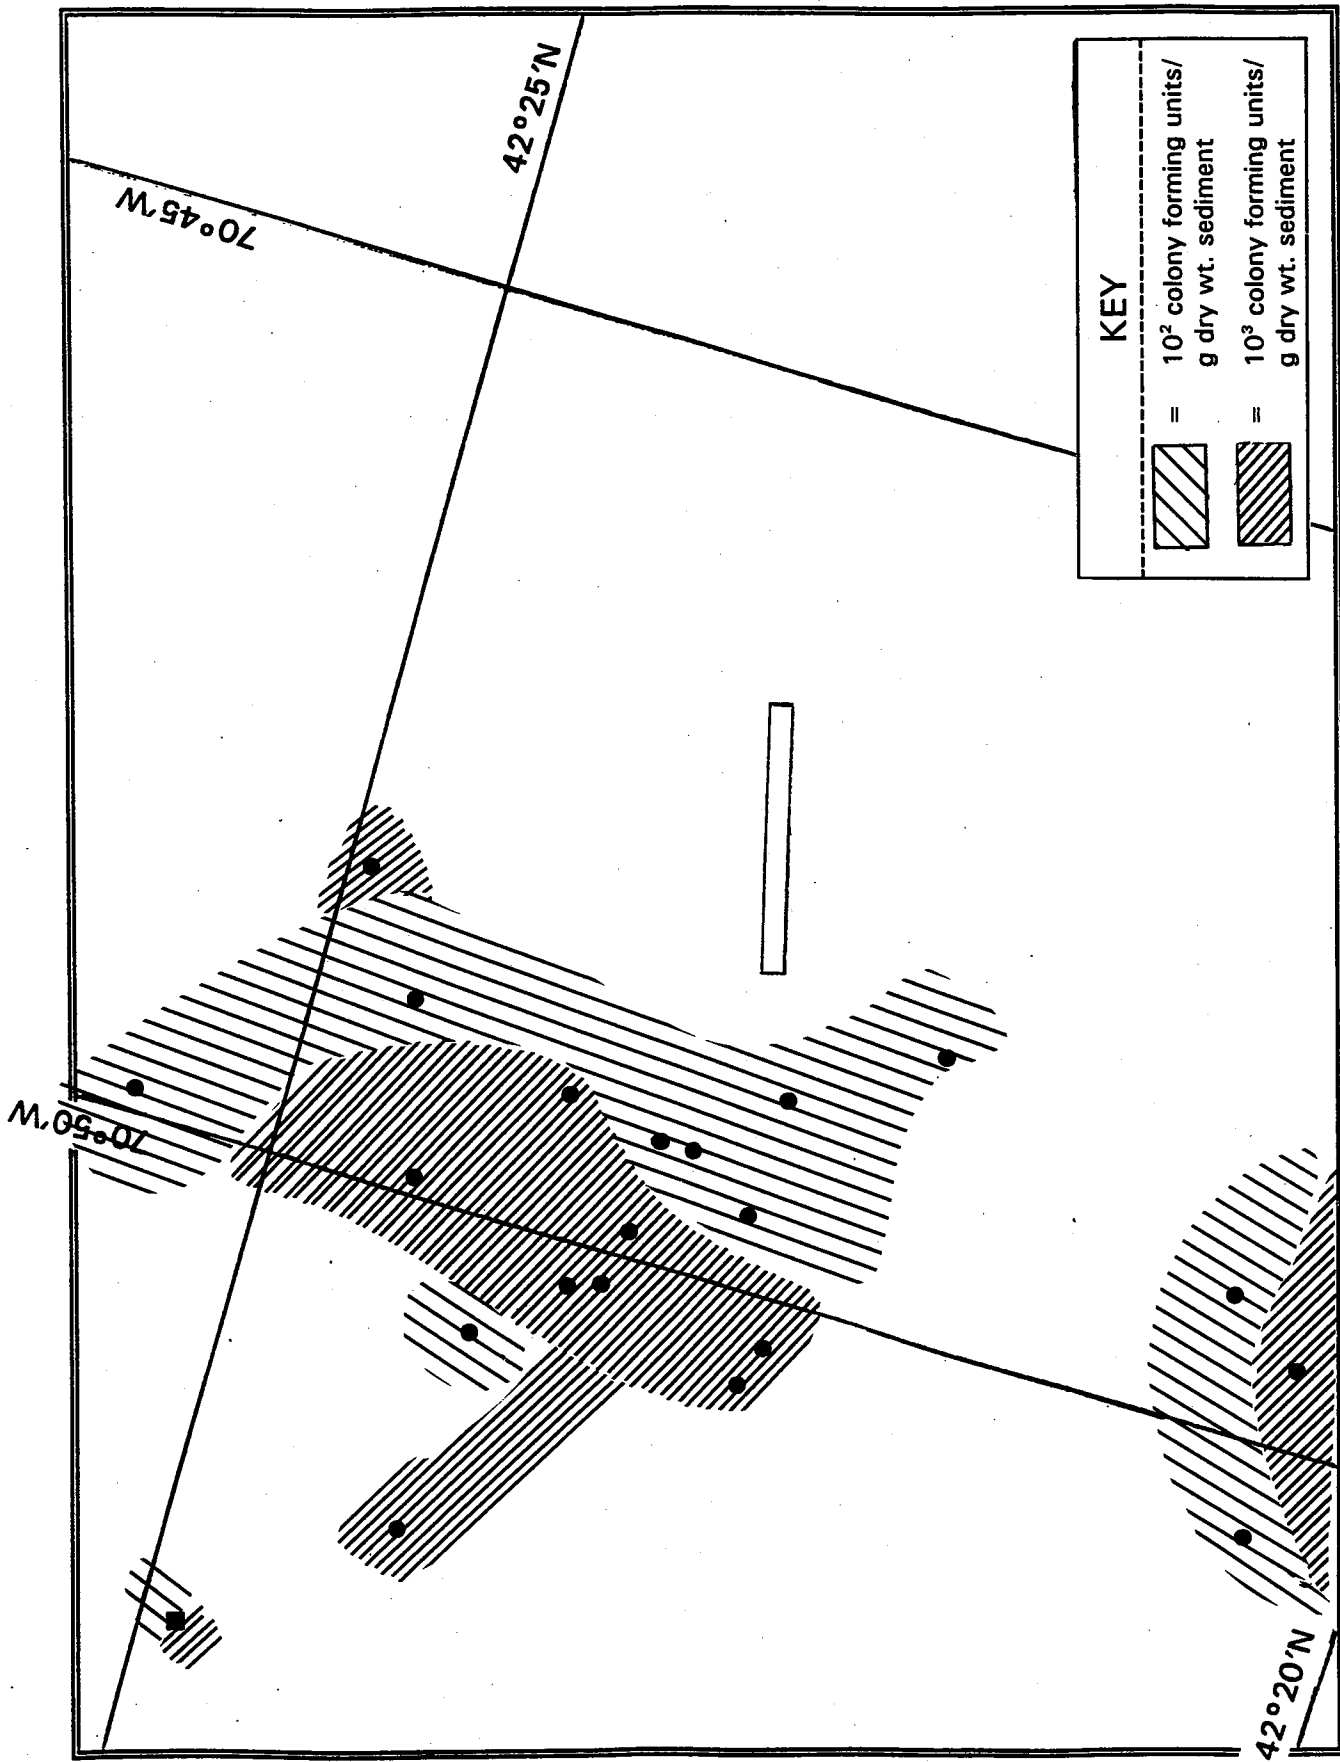 42°25'N
70°45'W
70°50'W
42°20'N
KEY
= 10² colony forming units/
g dry wt. sediment
= 10³ colony forming units/
g dry wt. sediment